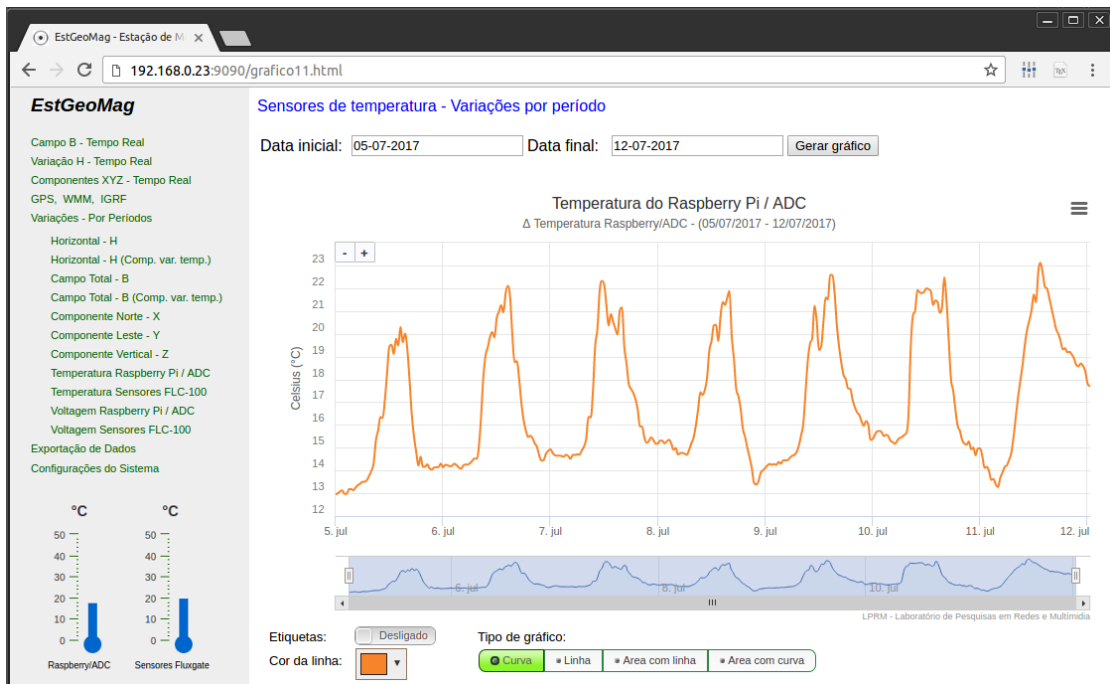 EstGeoMag - Estação de M
192.168.0.23:9090/grafico11.html
EstGeoMag
Campo B - Tempo Real
Variação H - Tempo Real
Componentes XYZ - Tempo Real
GPS, WMM, IGRF
Variações - Por Períodos
Horizontal - H
Horizontal - H (Comp. var. temp.)
Campo Total - B
Campo Total - B (Comp. var. temp.)
Componente Norte - X
Componente Leste - Y
Componente Vertical - Z
Temperatura Raspberry Pi / ADC
Temperatura Sensores FLC-100
Voltagem Raspberry Pi / ADC
Voltagem Sensores FLC-100
Exportação de Dados
Configurações do Sistema
°C
50
40
30
20
10
0
Raspberry/ADC
°C
50
40
30
20
10
0
Sensores Fluxgate
Sensores de temperatura - Variações por período
Data inicial: 05-07-2017 Data final: 12-07-2017 Gerar gráfico
Temperatura do Raspberry Pi / ADC
Δ Temperatura Raspberry/ADC - (05/07/2017 - 12/07/2017)
- +
Celsius (°C)
23
22
21
20
19
18
17
16
15
14
13
12
5. jul 6. jul 7. jul 8. jul 9. jul 10. jul 11. jul 12. jul
6. jul 8. jul 10. jul
LPRM - Laboratório de Pesquisas em Redes e Multimidia
Etiquetas: Desligado
Cor da linha:
Tipo de gráfico:
Curva Linha Area com linha Area com curva